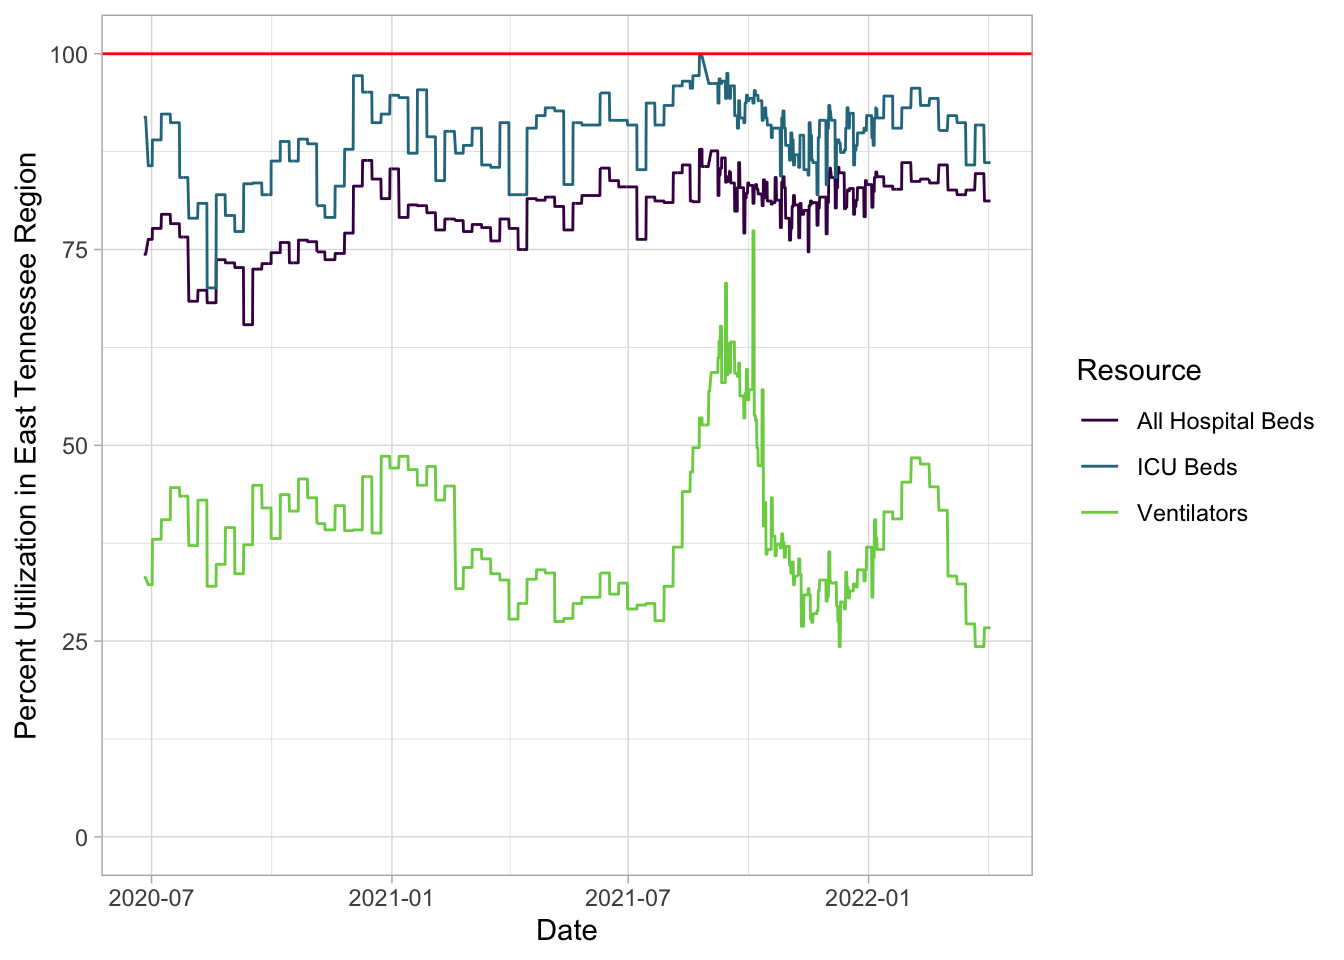 Percent Utilization in East Tennessee Region
100
75
50
25
0
2020-07
2021-01
2021-07
2022-01
Date
Resource
All Hospital Beds
ICU Beds
Ventilators